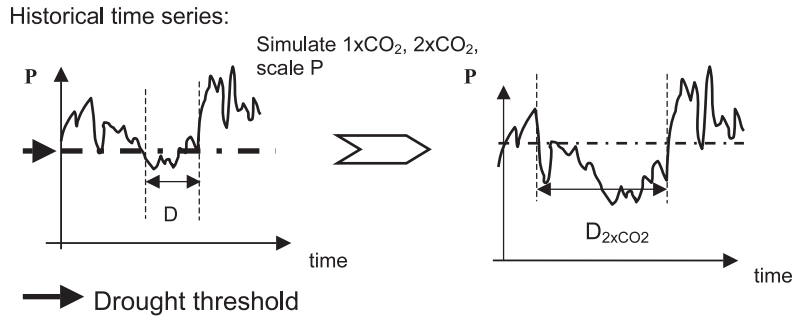 Historical time series:
Simulate 1xCO₂, 2xCO₂,
scale P
P
D
time
P
D₂ₓCO₂
time
Drought threshold